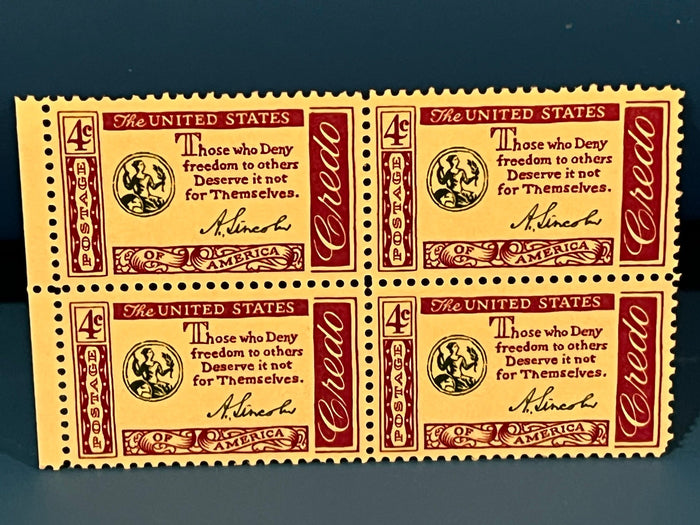 The UNITED STATES
4c
Those who Deny
freedom to others
Deserve it not
for Themselves.
A. Lincoln
POSTAGE
OF AMERICA
Credo
The UNITED STATES
4c
Those who Deny
freedom to others
Deserve it not
for Themselves.
A. Lincoln
POSTAGE
OF AMERICA
Credo
The UNITED STATES
4c
Those who Deny
freedom to others
Deserve it not
for Themselves.
A. Lincoln
POSTAGE
OF AMERICA
Credo
The UNITED STATES
4c
Those who Deny
freedom to others
Deserve it not
for Themselves.
A. Lincoln
POSTAGE
OF AMERICA
Credo